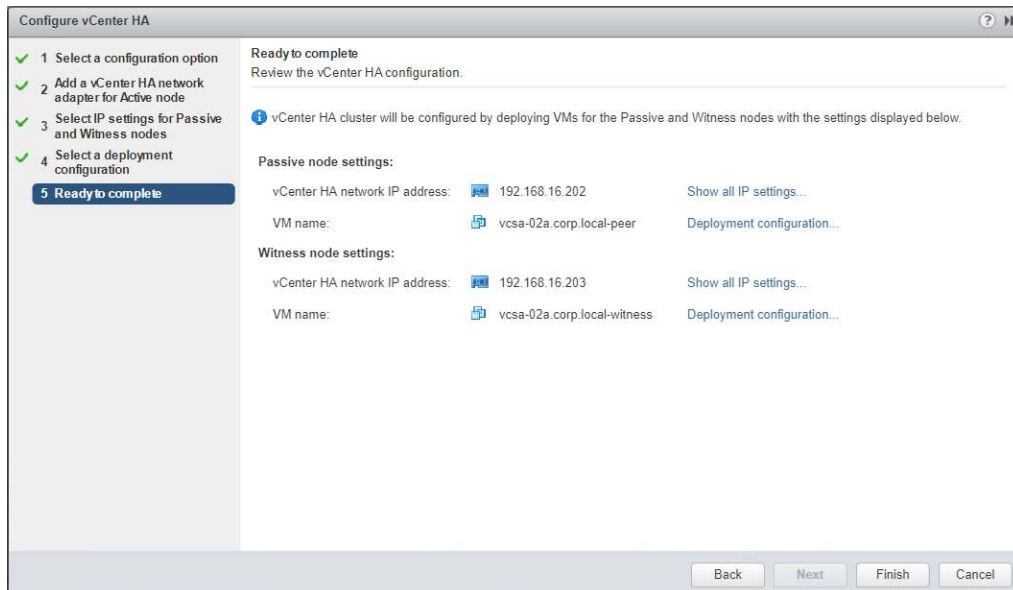 Configure vCenter HA
?
1 Select a configuration option
2 Add a vCenter HA network
adapter for Active node
3 Select IP settings for Passive
and Witness nodes
4 Select a deployment
configuration
5 Ready to complete
Ready to complete
Review the vCenter HA configuration.
vCenter HA cluster will be configured by deploying VMs for the Passive and Witness nodes with the settings displayed below.
Passive node settings:
vCenter HA network IP address: 192.168.16.202 Show all IP settings...
VM name: vcsa-02a.corp.local-peer Deployment configuration...
Witness node settings:
vCenter HA network IP address: 192.168.16.203 Show all IP settings...
VM name: vcsa-02a.corp.local-witness Deployment configuration...
Back Next Finish Cancel